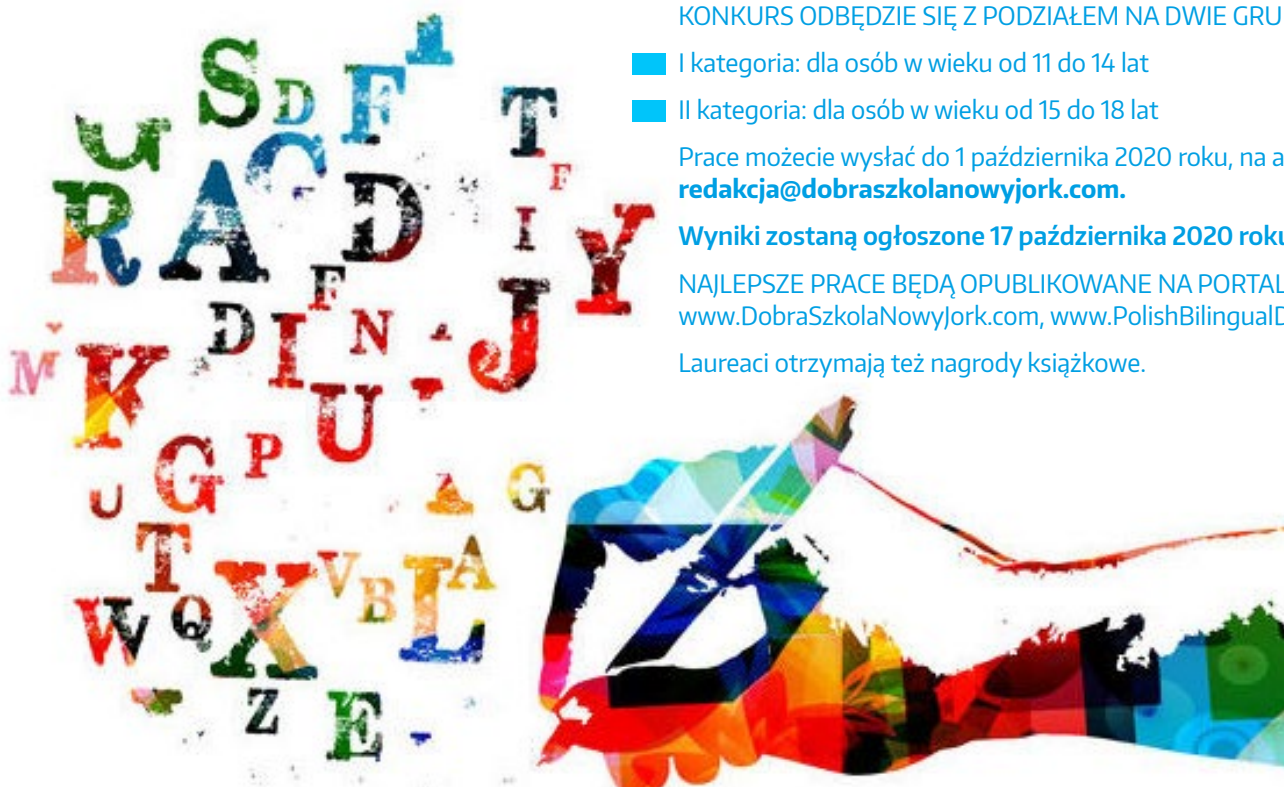 KONKURS ODBĘDZIE SIĘ Z PODZIAŁEM NA DWIE GRU
I kategoria: dla osób w wieku od 11 do 14 lat
II kategoria: dla osób w wieku od 15 do 18 lat
Prace możecie wysłać do 1 października 2020 roku, na a
redakcja@dobraszkolanowyjork.com.
Wyniki zostaną ogłoszone 17 października 2020 roku
NAJLEPSZE PRACE BĘDĄ OPUBLIKOWANE NA PORTAL
www.DobraSzkolaNowyJork.com, www.PolishBilingualD
Laureaci otrzymają też nagrody książkowe.